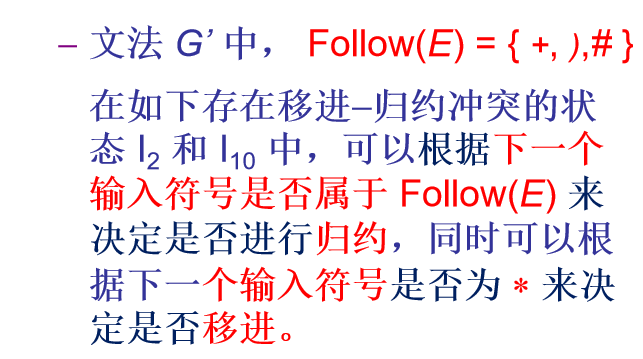 – 文法 G’ 中， Follow(E) = { +, ),# }
在如下存在移进–归约冲突的状
态 I2 和 I10 中，可以根据下一个
输入符号是否属于 Follow(E) 来
决定是否进行归约，同时可以根
据下一个输入符号是否为 * 来决
定是否移进。